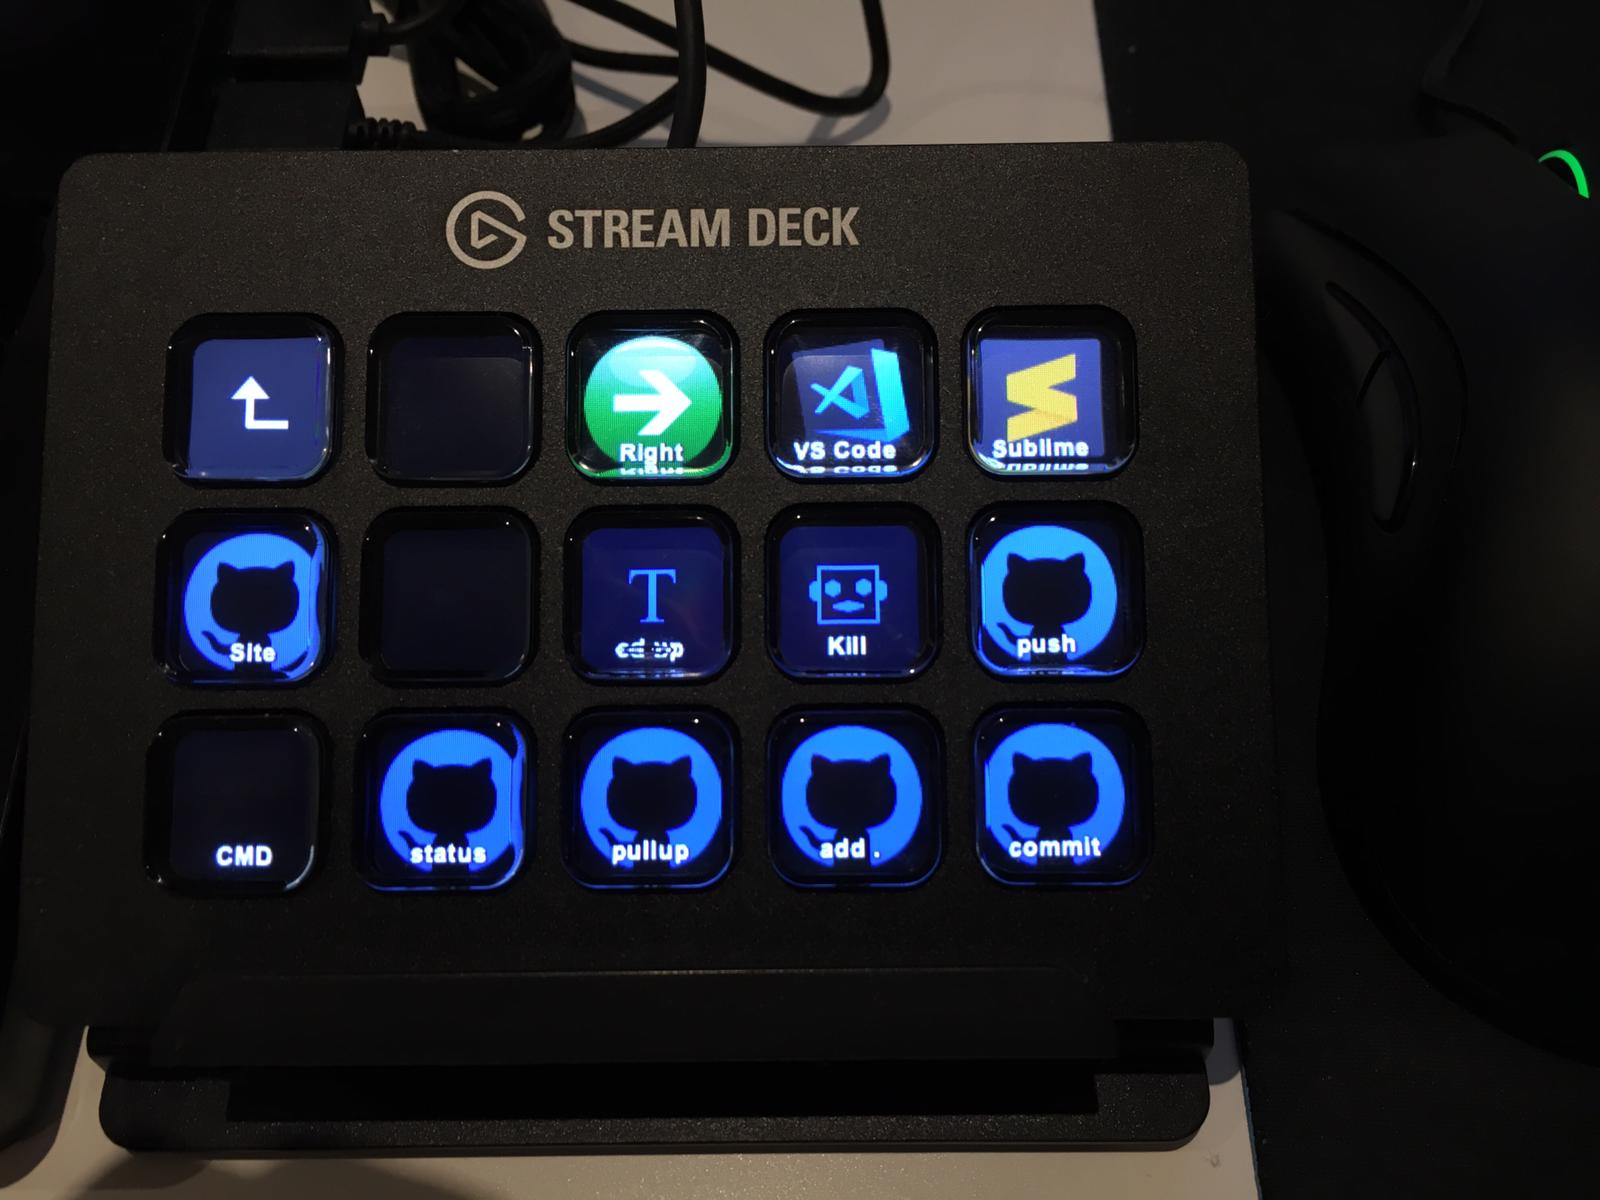 STREAM DECK
Right
VS Code
Sublime
Site
T
Kill
push
CMD
status
pullup
add .
commit